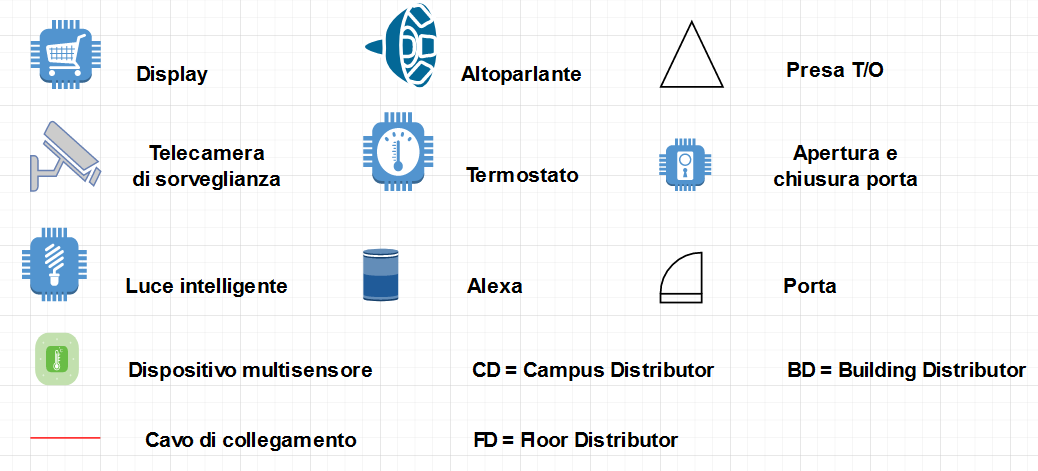 Display
Altoparlante
Presa T/O
Telecamera
di sorveglianza
Termostato
Apertura e
chiusura porta
Luce intelligente
Alexa
Porta
Dispositivo multisensore
CD = Campus Distributor
BD = Building Distributor
Cavo di collegamento
FD = Floor Distributor